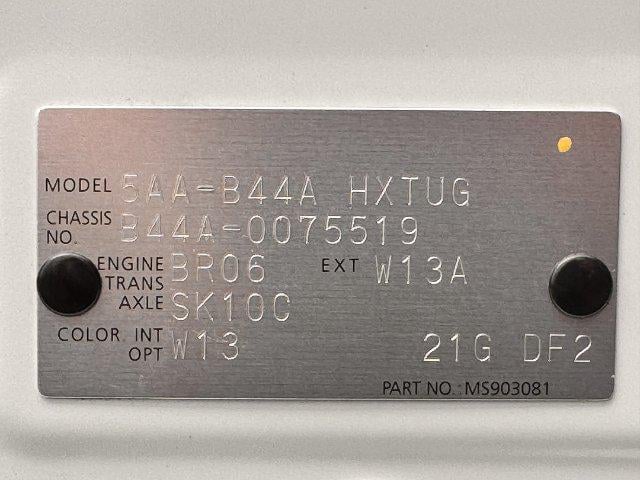 MODEL 5AA-B44A HXTUG
CHASSIS NO. B44A-0075519
ENGINE BR06 EXT W13A
TRANS AXLE SK10C
COLOR INT OPT W13 21G DF2
PART NO.:MS903081